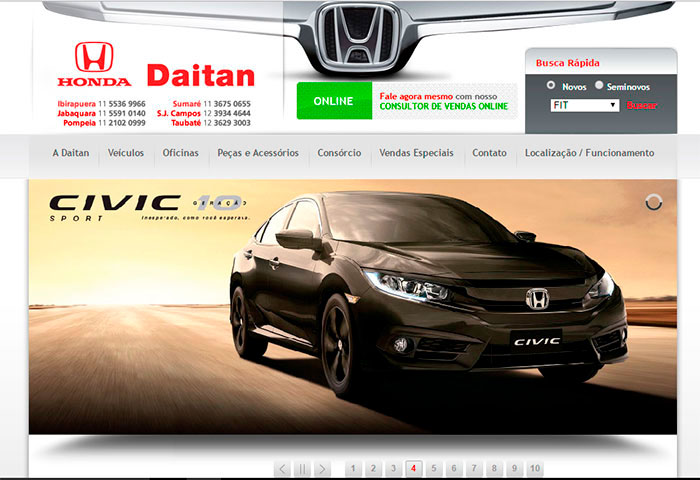 HONDA Daitan
Ibirapuera 11 5536 9966 Sumaré 11 3675 0655
Jabaquara 11 5591 0140 S.J. Campos 12 3934 4644
Pompeia 11 2102 0999 Taubaté 12 3629 3003
ONLINE
Fale agora mesmo com nosso
CONSULTOR DE VENDAS ONLINE
Busca Rápida
Novos Seminovos
FIT Buscar
A Daitan Veículos Oficinas Peças e Acessórios Consórcio Vendas Especiais Contato Localização / Funcionamento
CIVIC 10
GERAÇÃO
SPORT Inesperado, como você esperava.
CIVIC
1 2 3 4 5 6 7 8 9 10